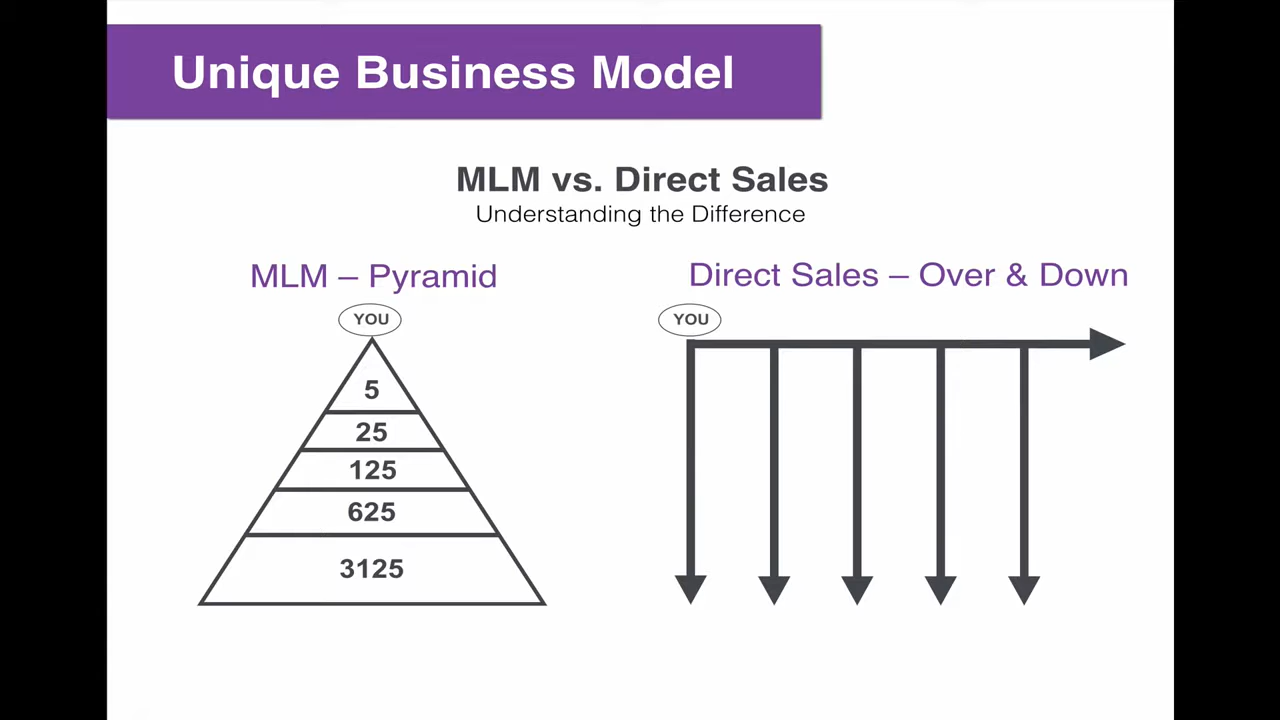 Unique Business Model
MLM vs. Direct Sales
Understanding the Difference
MLM – Pyramid
YOU
5
25
125
625
3125
Direct Sales – Over & Down
YOU